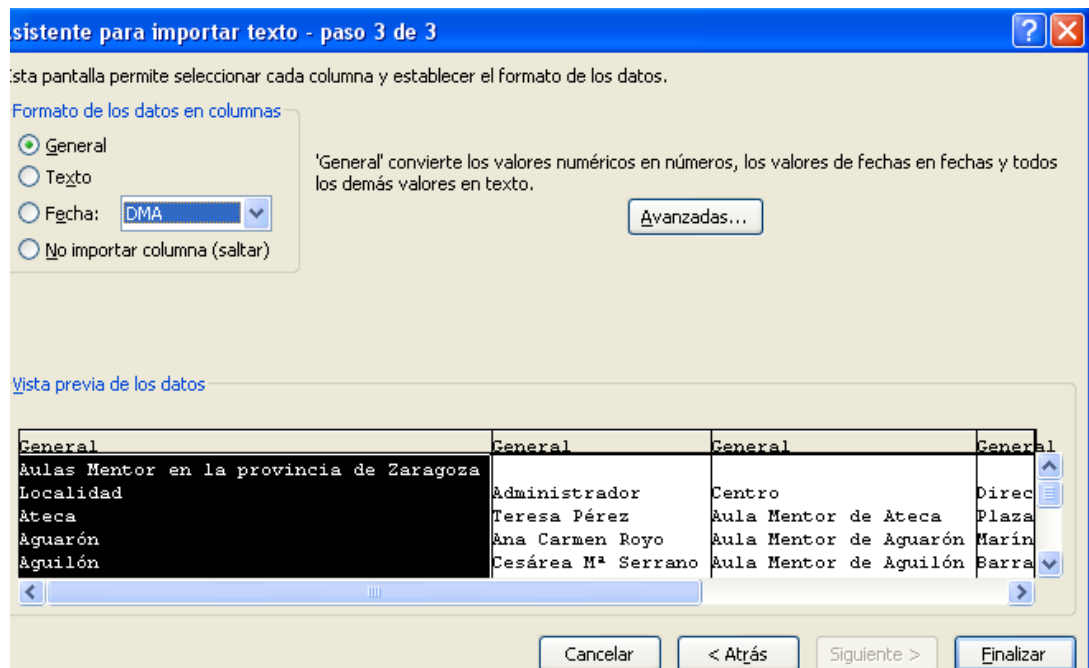 sistente para importar texto - paso 3 de 3
sta pantalla permite seleccionar cada columna y establecer el formato de los datos.
Formato de los datos en columnas
General
Texto
Fecha: DMA
No importar columna (saltar)
'General' convierte los valores numéricos en números, los valores de fechas en fechas y todos
los demás valores en texto.
Avanzadas...
Vista previa de los datos
General General General General
Aulas Mentor en la provincia de Zaragoza
Localidad Administrador Centro Direc
Ateca Teresa Pérez Aula Mentor de Ateca Plaza
Aguarón Ana Carmen Royo Aula Mentor de Aguarón Marín
Aguilón Cesárea Mª Serrano Aula Mentor de Aguilón Barra
Cancelar < Atrás Siguiente > Finalizar